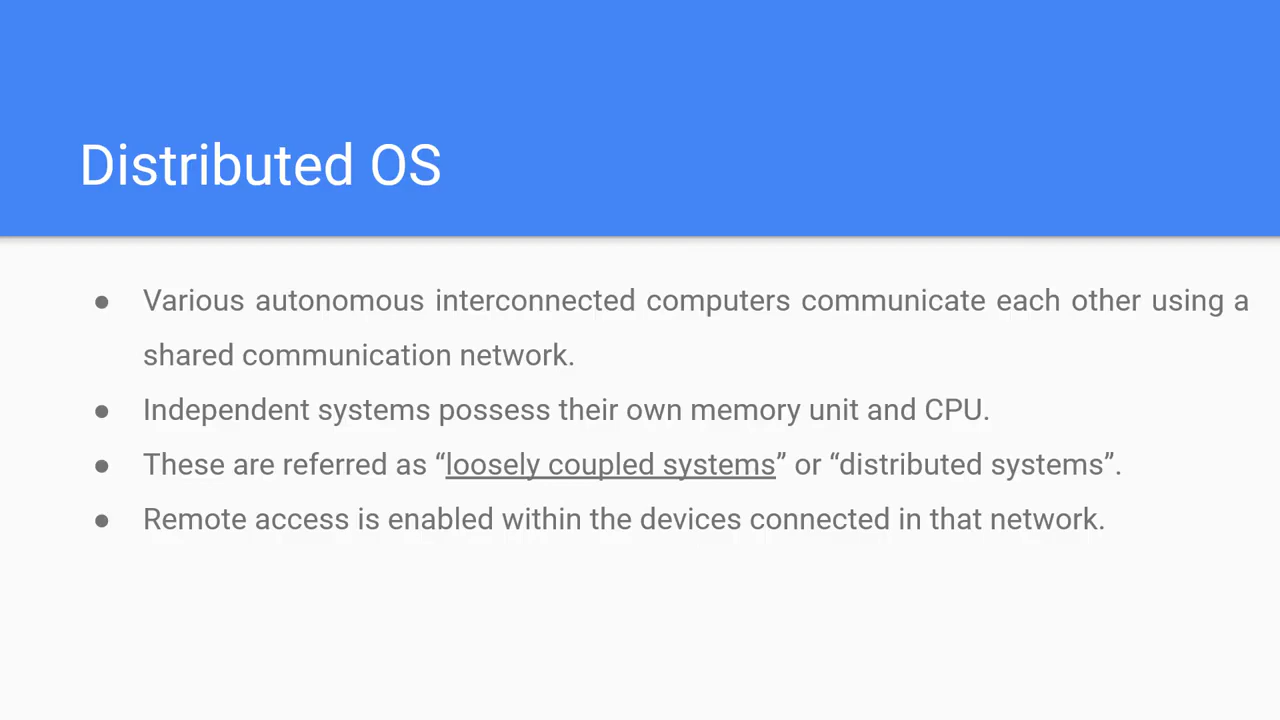 Distributed OS
● Various autonomous interconnected computers communicate each other using a
shared communication network.
● Independent systems possess their own memory unit and CPU.
● These are referred as “loosely coupled systems” or “distributed systems”.
● Remote access is enabled within the devices connected in that network.